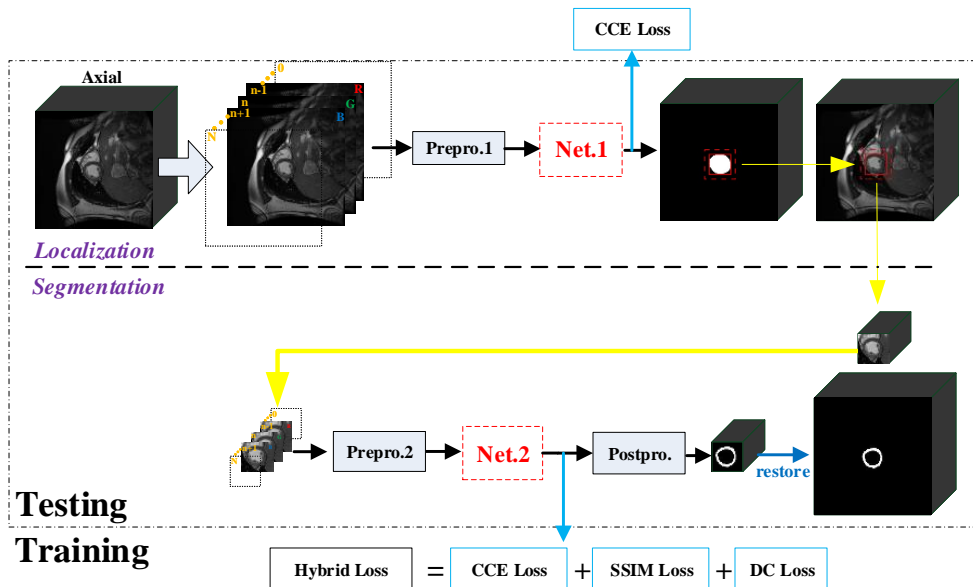 CCE Loss
Axial
0
n-1
n
n+1
N
R
G
B
Prepro.1
Net.1
Localization
Segmentation
N
Prepro.2
Net.2
Postpro.
restore
Testing
Training
Hybrid Loss = CCE Loss + SSIM Loss + DC Loss